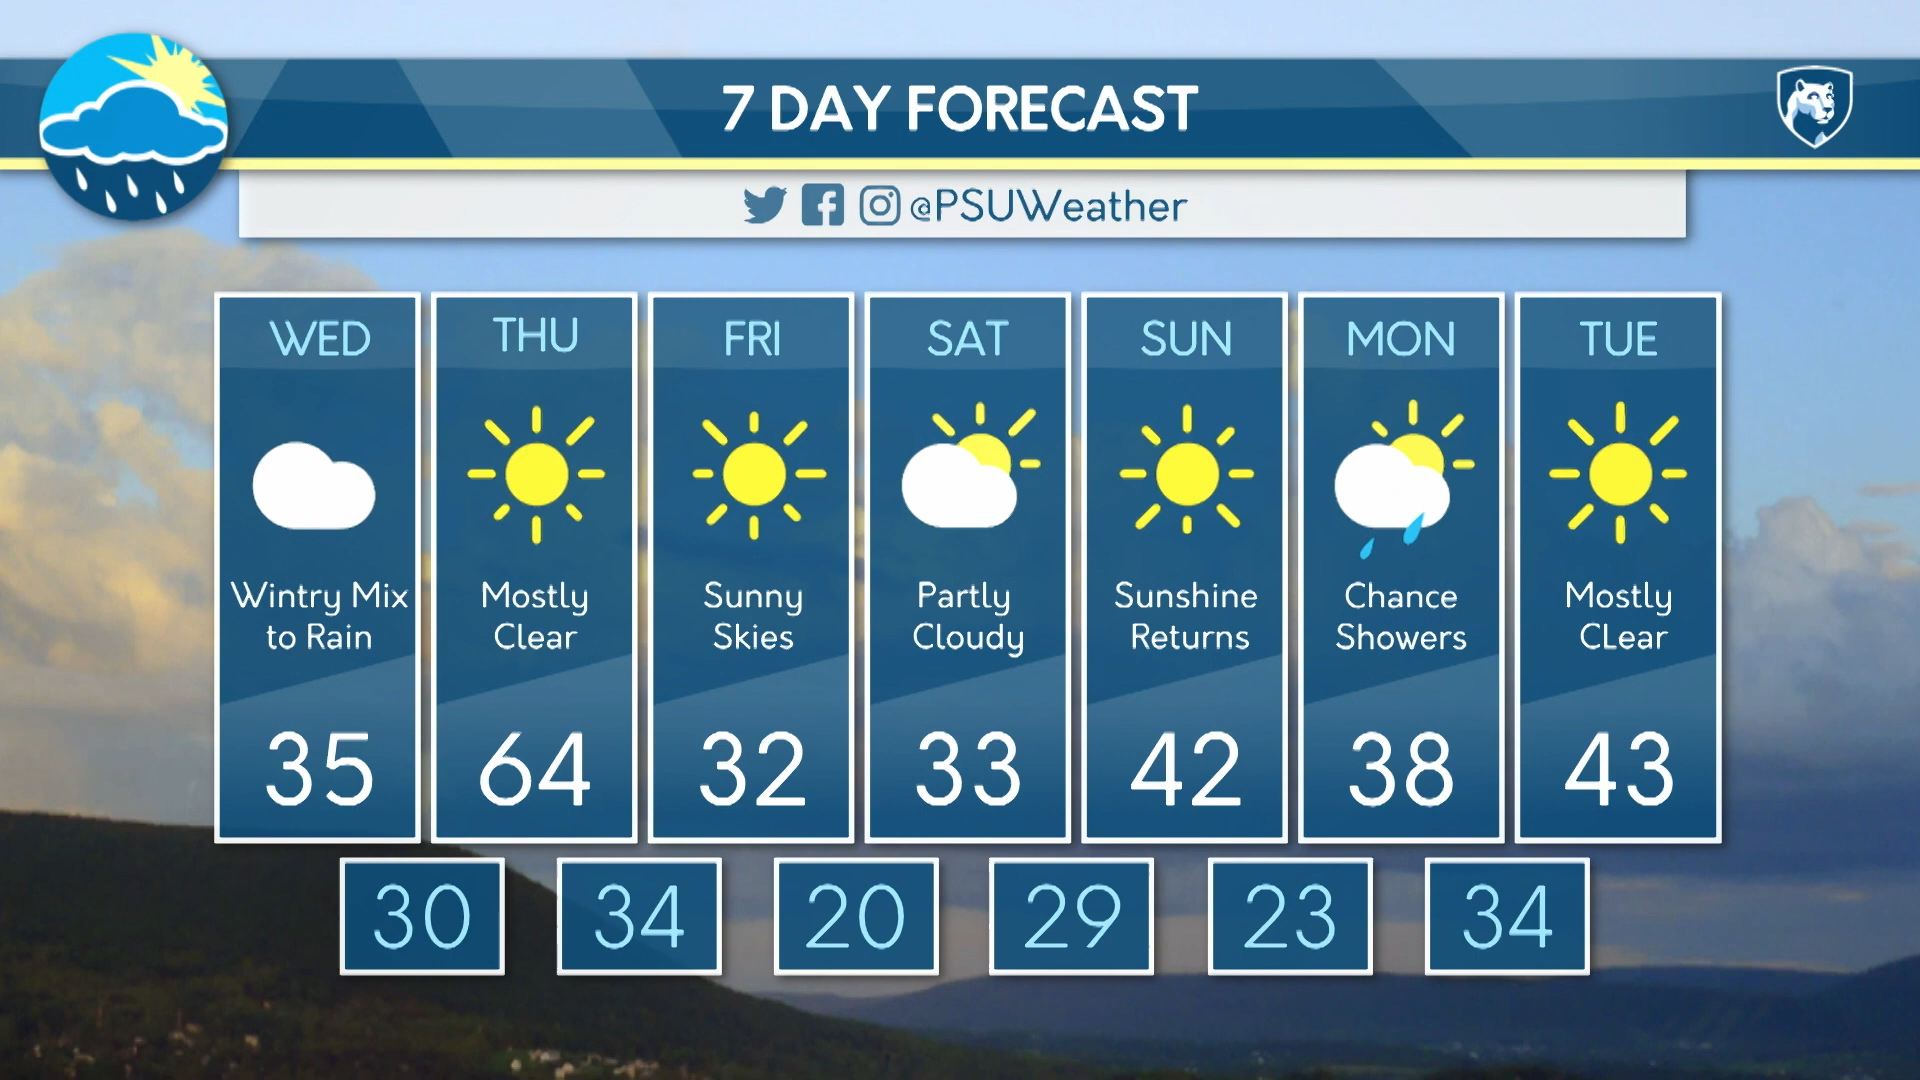 7 DAY FORECAST
@PSUWeather
WED
Wintry Mix
to Rain
35
THU
Mostly
Clear
64
FRI
Sunny
Skies
32
SAT
Partly
Cloudy
33
SUN
Sunshine
Returns
42
MON
Chance
Showers
38
TUE
Mostly
CLear
43
30
34
20
29
23
34